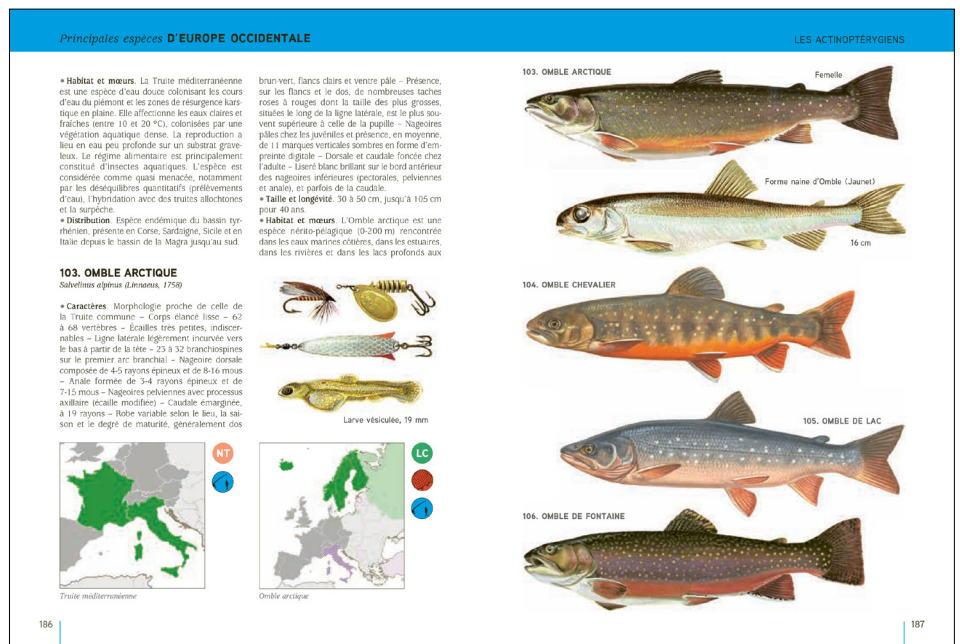 Principales espèces D'EUROPE OCCIDENTALE
• Habitat et mœurs. La Truite méditerranéenne
est une espèce d'eau douce colonisant les cours
d'eau du piémont et les zones de résurgence kars-
tique en plaine. Elle affectionne les eaux claires et
fraîches (entre 10 et 20 °C), colonisées par une
végétation aquatique dense. La reproduction a
lieu en eau peu profonde sur un substrat grave-
leux. Le régime alimentaire est principalement
constitué d'insectes aquatiques. L'espèce est
considérée comme quasi menacée, notamment
par les déséquilibres quantitatifs (prélèvements
d'eau), l'hybridation avec des truites allochtones
et la surpêche.
• Distribution. Espèce endémique du bassin tyr-
rhénien, présente en Corse, Sardaigne, Sicile et en
Italie depuis le bassin de la Magra jusqu'au sud.
103. OMBLE ARCTIQUE
Salvelinus alpinus (Linnaeus, 1758)
• Caractères. Morphologie proche de celle de
la Truite commune – Corps élancé lisse – 62
à 68 vertèbres – Écailles très petites, indiscer-
nables – Ligne latérale légèrement incurvée vers
le bas à partir de la tête – 23 à 32 branchiospines
sur le premier arc branchial – Nageoire dorsale
composée de 4-5 rayons épineux et de 8-16 mous
– Anale formée de 3-4 rayons épineux et de
7-15 mous – Nageoires pelviennes avec processus
axillaire (écaille modifiée) – Caudale émarginée,
à 19 rayons – Robe variable selon le lieu, la sai-
son et le degré de maturité, généralement dos
brun-vert, flancs clairs et ventre pâle – Présence,
sur les flancs et le dos, de nombreuses taches
roses à rouges dont la taille des plus grosses,
situées le long de la ligne latérale, est le plus sou-
vent supérieure à celle de la pupille – Nageoires
pâles chez les juvéniles et présence, en moyenne,
de 11 marques verticales sombres en forme d'em-
preinte digitale – Dorsale et caudale foncée chez
l'adulte – Liseré blanc brillant sur le bord antérieur
des nageoires inférieures (pectorales, pelviennes
et anale), et parfois de la caudale.
• Taille et longévité. 30 à 50 cm, jusqu'à 105 cm
pour 40 ans.
• Habitat et mœurs. L'Omble arctique est une
espèce nérito-pélagique (0-200 m) rencontrée
dans les eaux marines côtières, dans les estuaires,
dans les rivières et dans les lacs profonds aux
Larve vésiculée, 19 mm
NT
Truite méditerranéenne
LC
Omble arctique
186
LES ACTINOPTÉRYGIENS
103. OMBLE ARCTIQUE
Femelle
Forme naine d'Omble (Jaunet)
16 cm
104. OMBLE CHEVALIER
105. OMBLE DE LAC
106. OMBLE DE FONTAINE
187